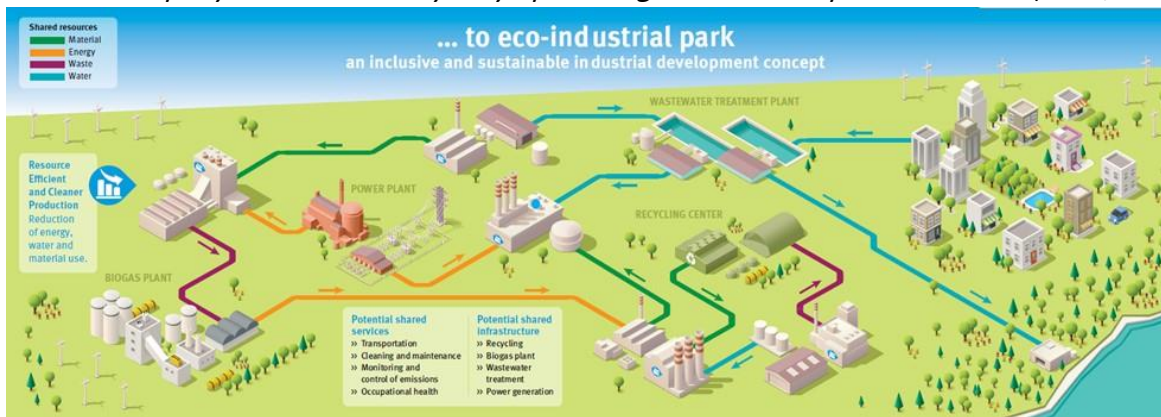 Shared resources
Material
Energy
Waste
Water
... to eco-industrial park
an inclusive and sustainable industrial development concept
WASTEWATER TREATMENT PLANT
Resource
Efficient
and Cleaner
Production
Reduction
of energy,
water and
material use.
POWER PLANT
RECYCLING CENTER
BIOGAS PLANT
Potential shared
services
» Transportation
» Cleaning and maintenance
» Monitoring and
control of emissions
» Occupational health
Potential shared
infrastructure
» Recycling
» Biogas plant
» Wastewater
treatment
» Power generation